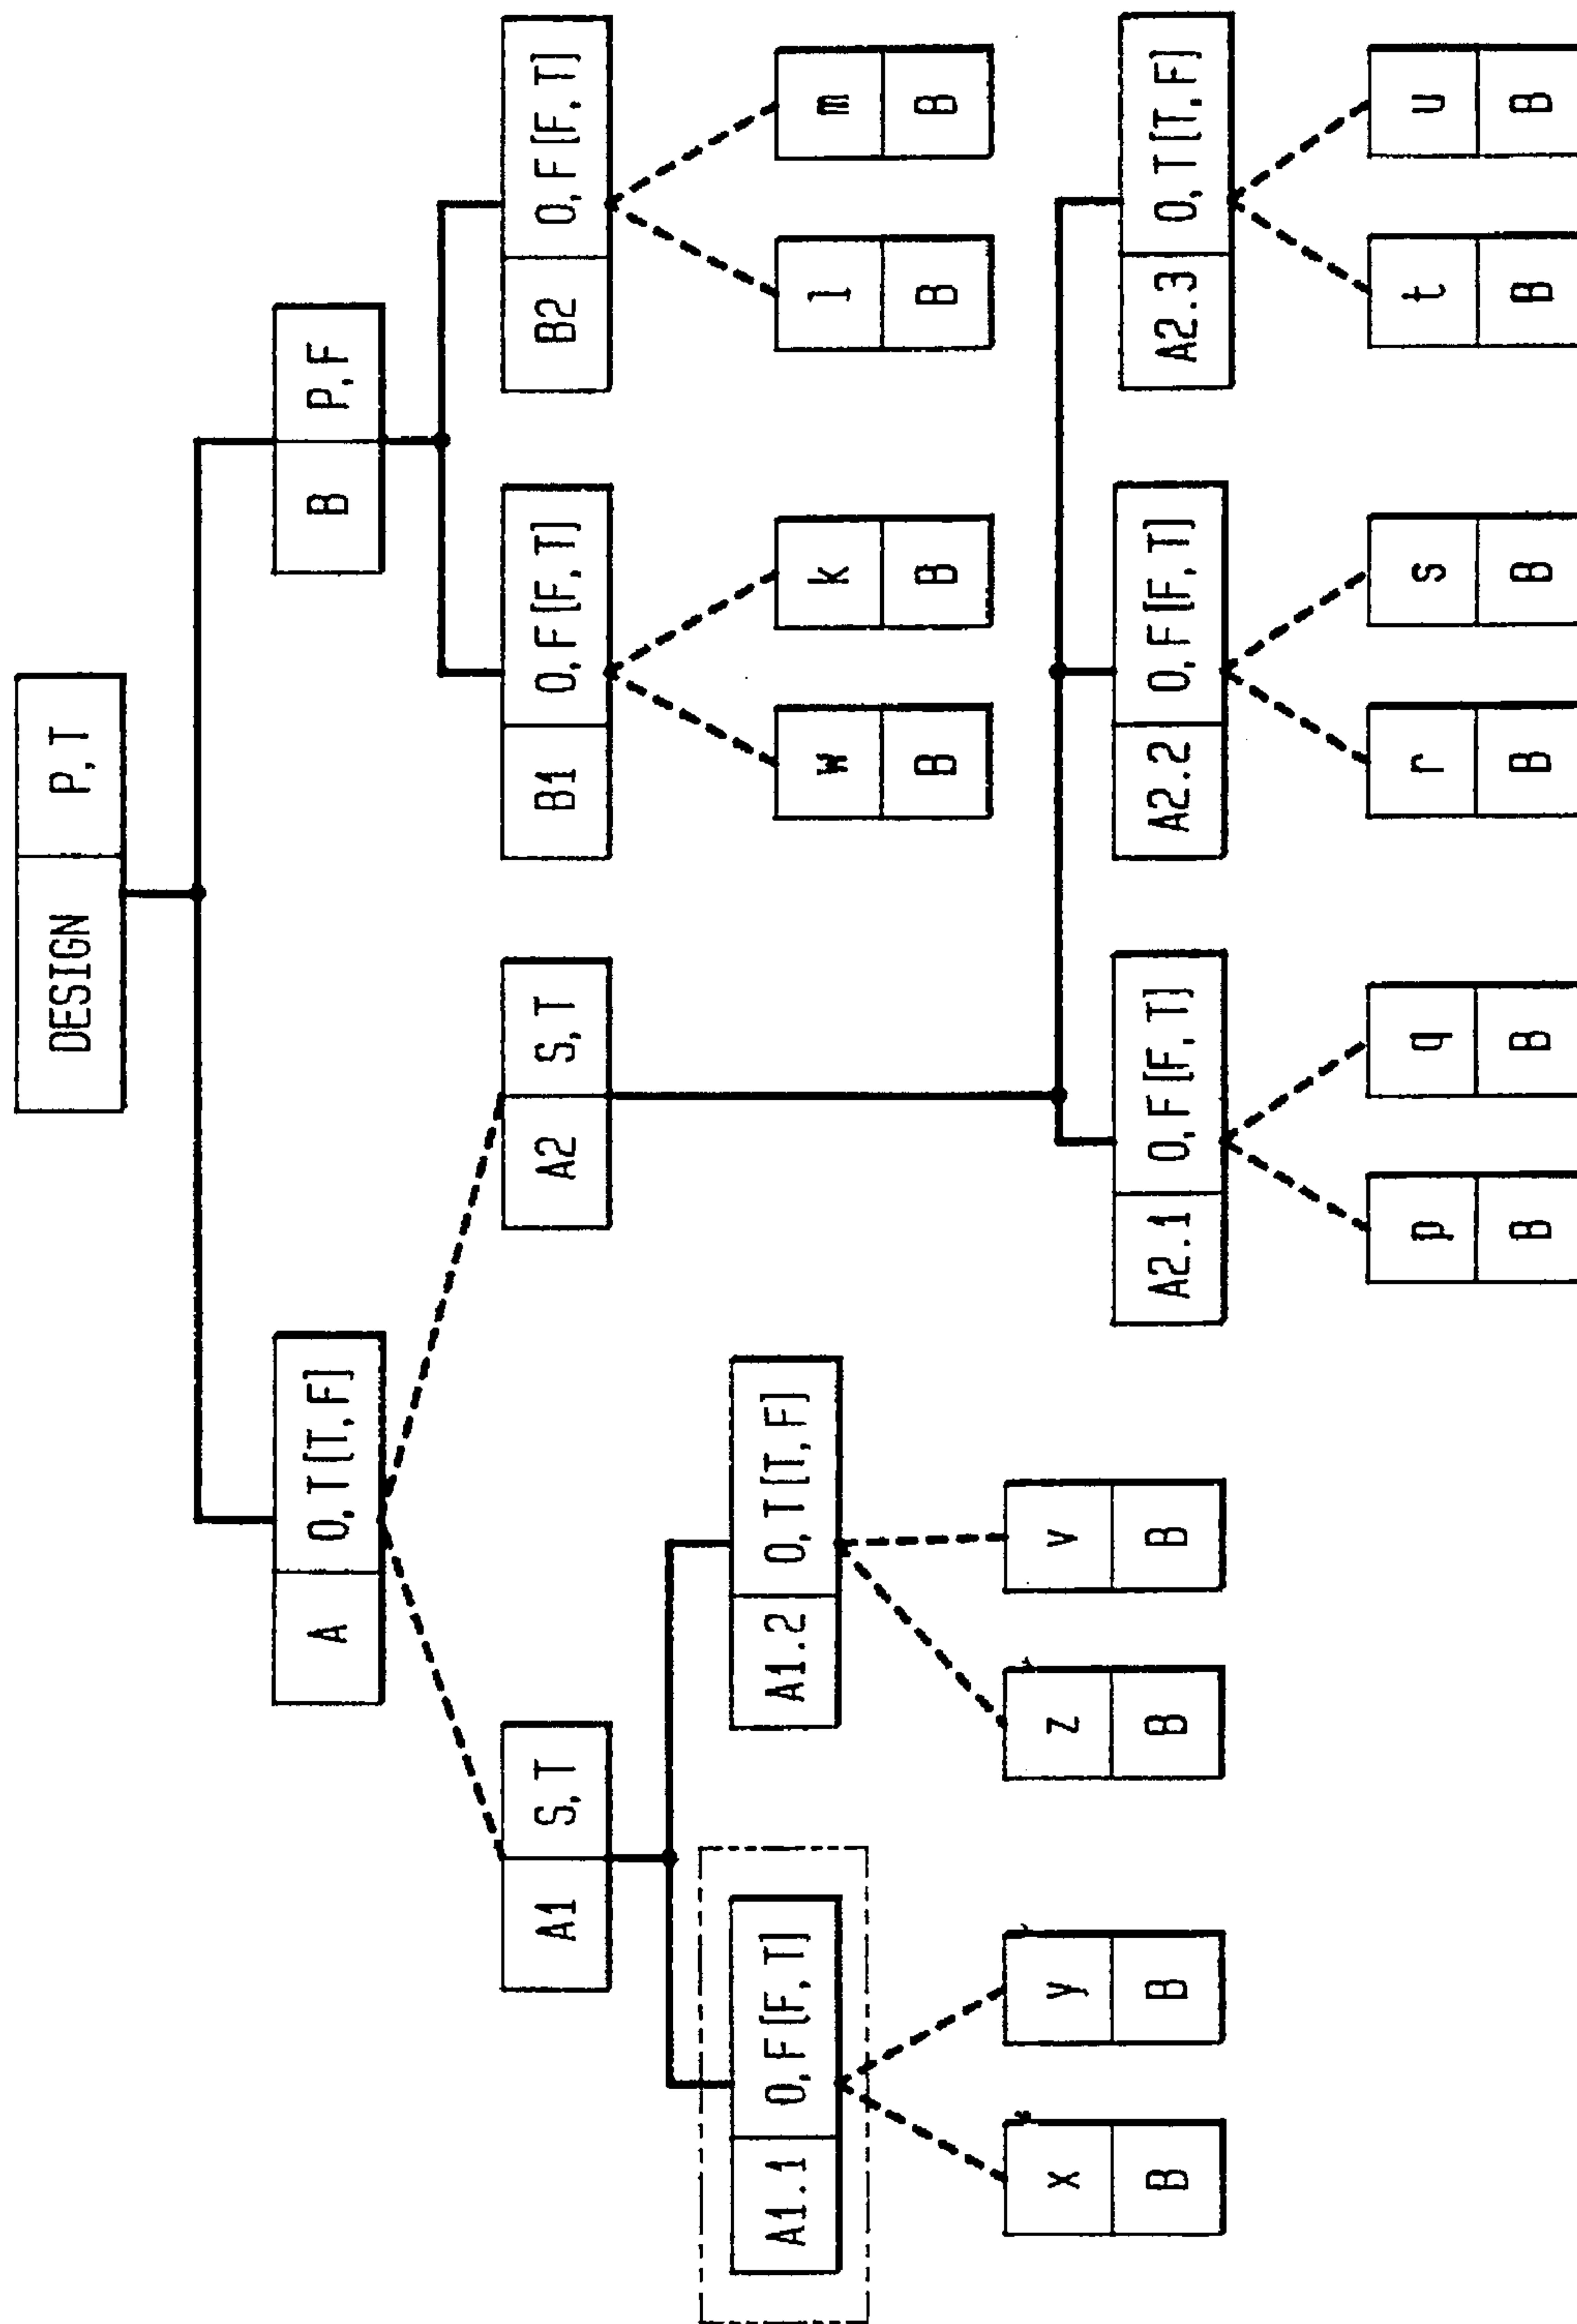 DESIGN P,T
A O,T[T,F]
B P,F
A1 S,T
A2 S,T
B1 O,F[F,T]
B2 O,F[F,T]
A1.1 O,F[F,T]
A1.2 O,T[T,F]
w k l m
B B B B
x y z v
B B B B
A2.1 O,F[F,T]
A2.2 O,F[F,T]
A2.3 O,T[T,F]
p q r s t u
B B B B B B